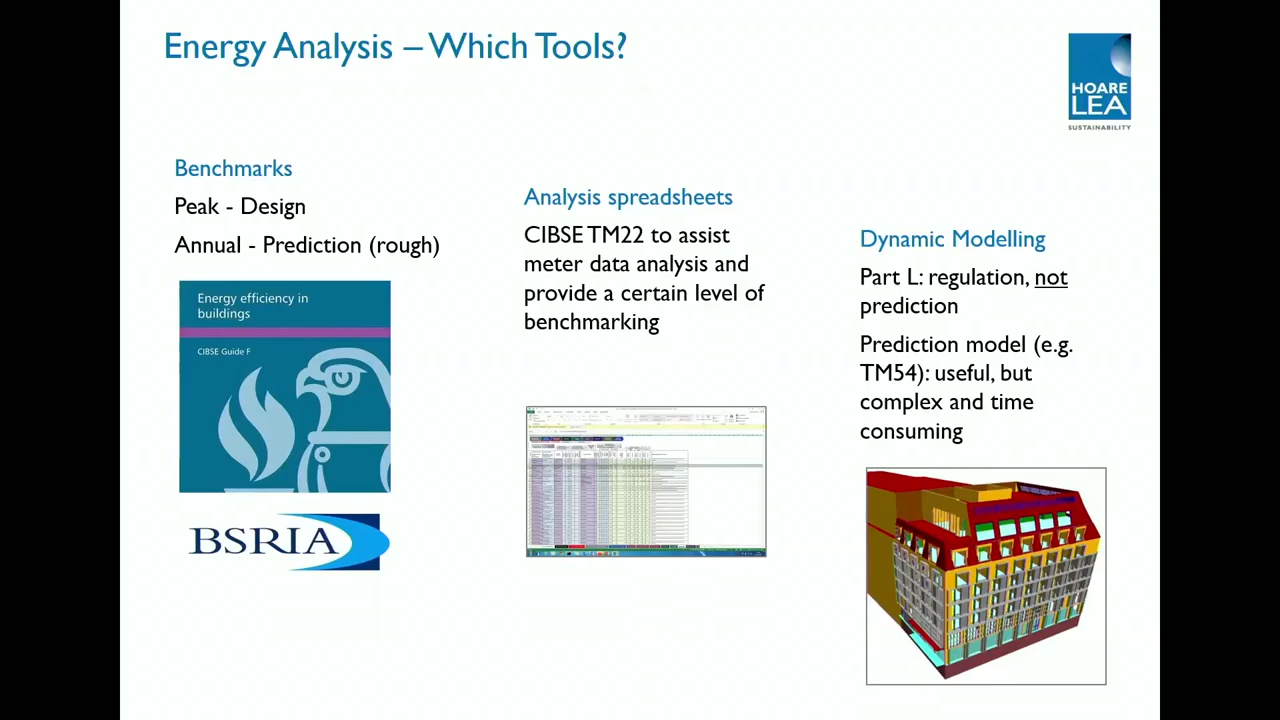 Energy Analysis – Which Tools?
HOARE
LEA
SUSTAINABILITY
Benchmarks
Peak - Design
Annual - Prediction (rough)
Energy efficiency in
buildings
CIBSE Guide F
BSRIA
Analysis spreadsheets
CIBSE TM22 to assist
meter data analysis and
provide a certain level of
benchmarking
Dynamic Modelling
Part L: regulation, not
prediction
Prediction model (e.g.
TM54): useful, but
complex and time
consuming